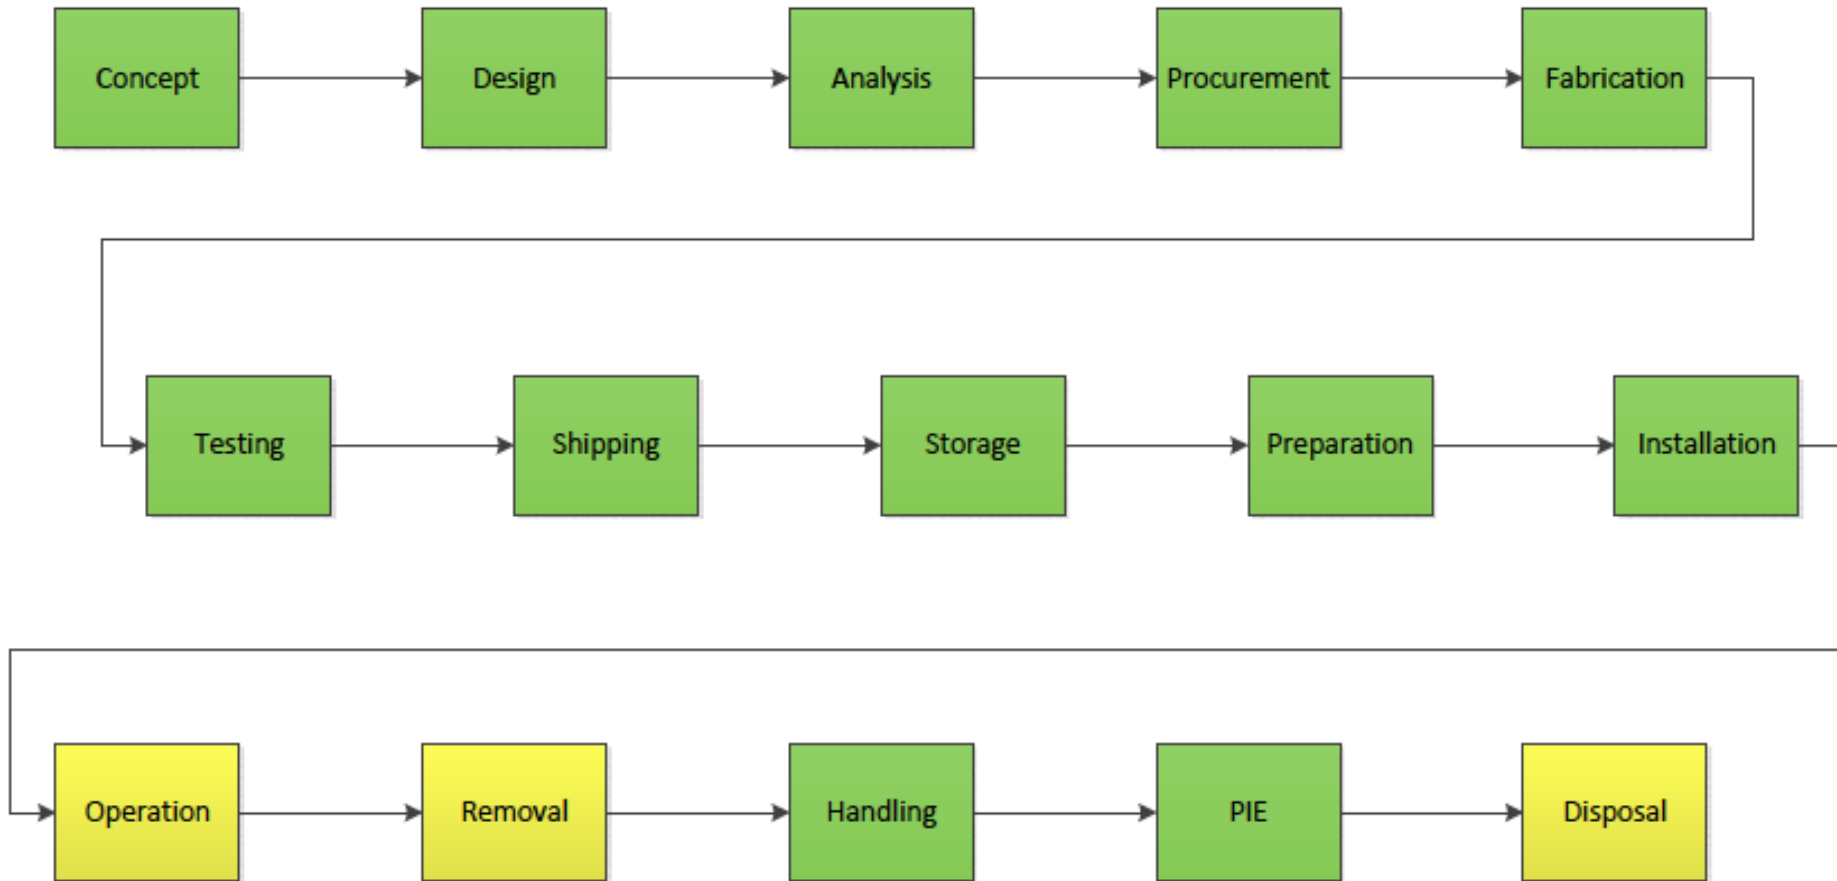 Concept
Design
Analysis
Procurement
Fabrication
Testing
Shipping
Storage
Preparation
Installation
Operation
Removal
Handling
PIE
Disposal